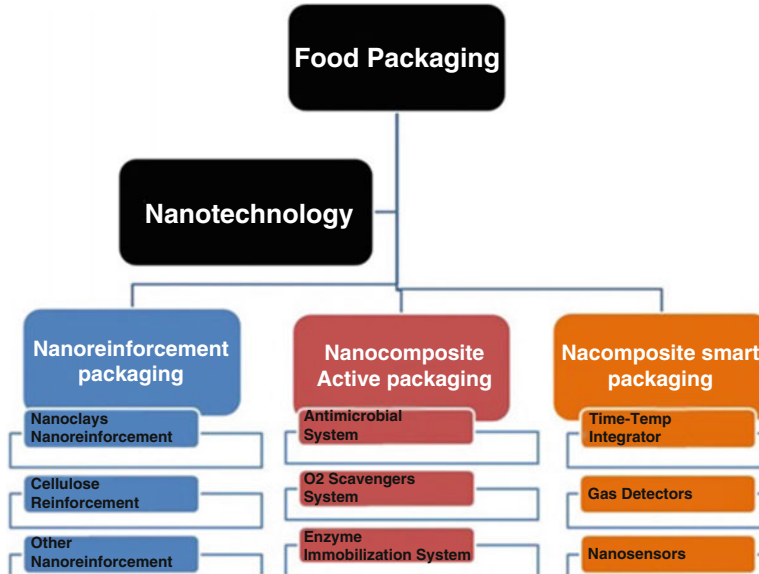 Food Packaging
Nanotechnology
Nanoreinforcement
packaging
Nanoclays
Nanoreinforcement
Cellulose
Reinforcement
Other
Nanoreinforcement
Nanocomposite
Active packaging
Antimicrobial
System
O2 Scavengers
System
Enzyme
Immobilization System
Nacomposite smart
packaging
Time-Temp
Integrator
Gas Detectors
Nanosensors